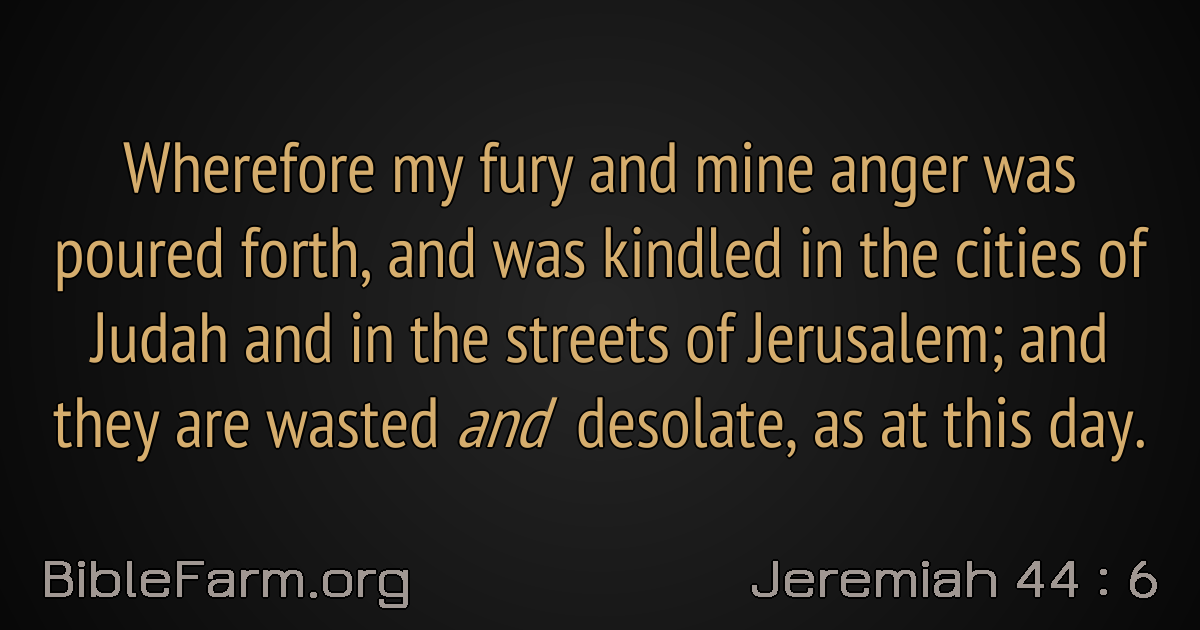 Wherefore my fury and mine anger was
poured forth, and was kindled in the cities of
Judah and in the streets of Jerusalem; and
they are wasted and desolate, as at this day.
BibleFarm.org
Jeremiah 44 : 6